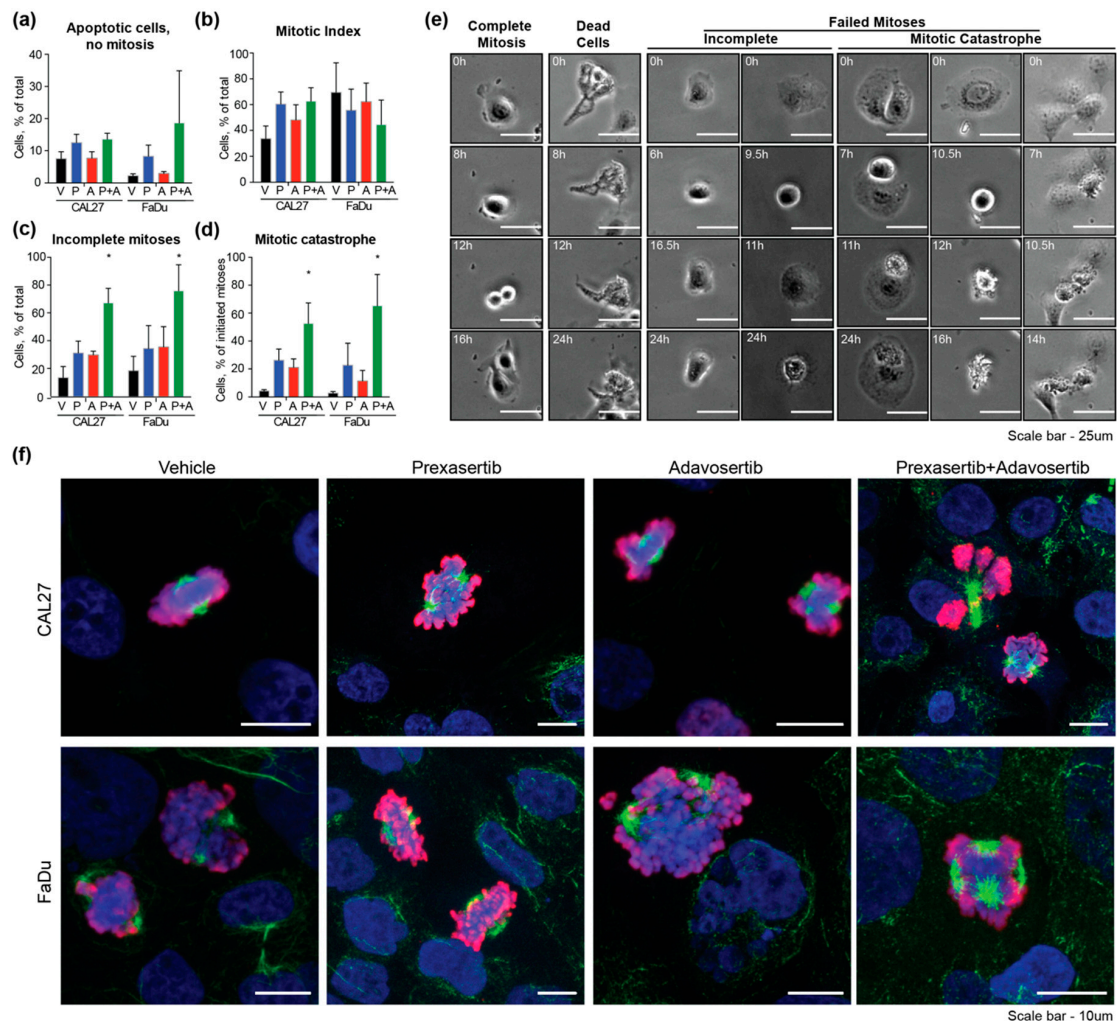 (a)
Apoptotic cells,
no mitosis
Cells, % of total
40
30
20
10
0
V P A P+A V P A P+A
CAL27 FaDu
(b)
Mitotic Index
Cells, % of total
100
80
60
40
20
0
V P A P+A V P A P+A
CAL27 FaDu
(c)
Incomplete mitoses
Cells, % of total
100
80
60
40
20
0
* *
V P A P+A V P A P+A
CAL27 FaDu
(d)
Mitotic catastrophe
Cells, % of initiated mitoses
100
80
60
40
20
0
* *
V P A P+A V P A P+A
CAL27 FaDu
(e)
Complete
Mitosis
Dead
Cells
Failed Mitoses
Incomplete
Mitotic Catastrophe
0h 0h 0h 0h 0h 0h 0h
8h 8h 6h 9.5h 7h 10.5h 7h
12h 12h 16.5h 11h 11h 12h 10.5h
16h 24h 24h 24h 24h 16h 14h
Scale bar - 25um
(f)
Vehicle Prexasertib Adavosertib Prexasertib+Adavosertib
CAL27
FaDu
Scale bar - 10um